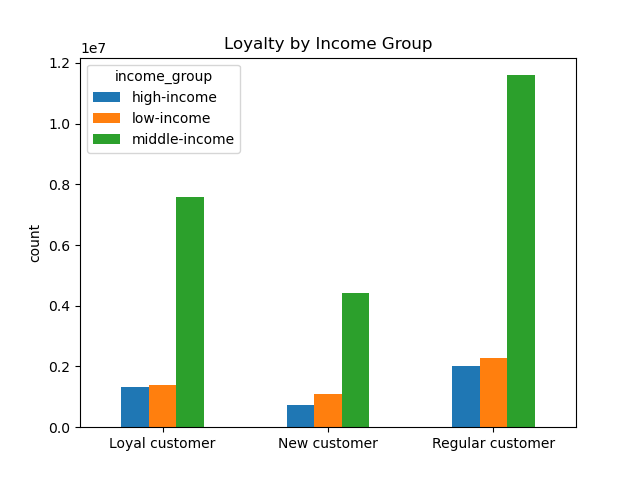 Loyalty by Income Group
1e7
1.2
1.0
0.8
0.6
0.4
0.2
0.0
count
income_group
high-income
low-income
middle-income
Loyal customer
New customer
Regular customer